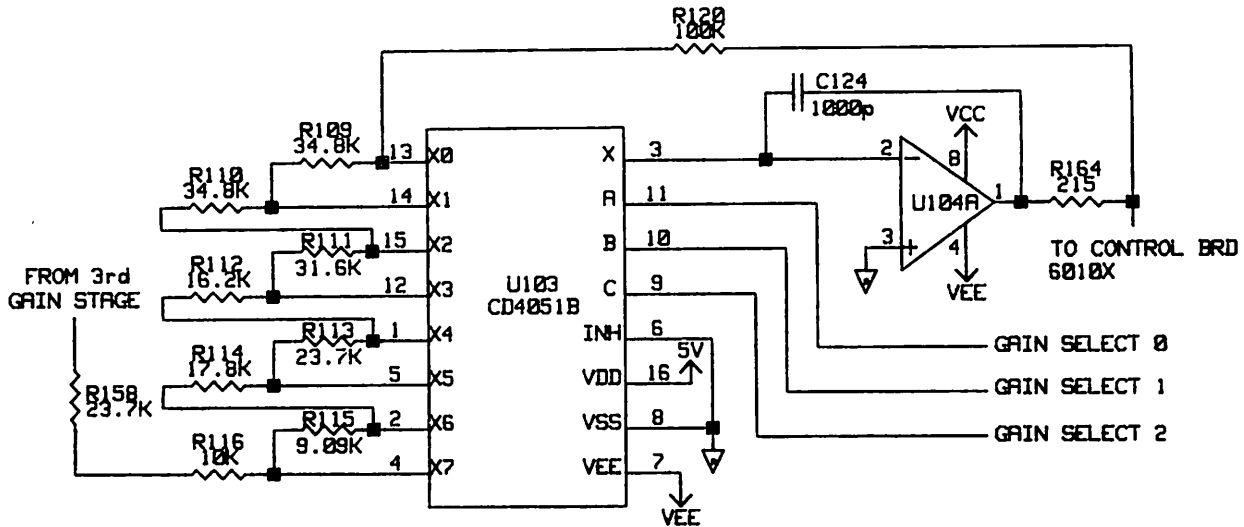 R120
100K
C124
1000p
VCC
R109
34.8K
13
X0
X
3
2
8
R110
34.8K
14
X1
A
11
U104A
1
R164
215
R111
31.6K
15
X2
B
10
3
4
VEE
TO CONTROL BRD
6010X
FROM 3rd
GAIN STAGE
R112
16.2K
12
X3
U103
CD4051B
C
9
R113
23.7K
1
X4
INH
6
5V
GAIN SELECT 0
R114
17.8K
5
X5
VDD
16
GAIN SELECT 1
R158
23.7K
R115
9.09K
2
X6
VSS
8
GAIN SELECT 2
R116
10K
4
X7
VEE
7
VEE